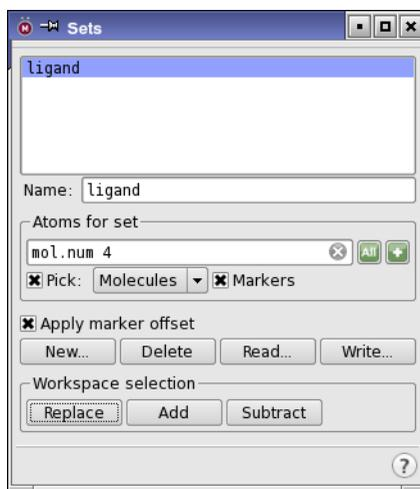 Sets
ligand
Name: ligand
Atoms for set
mol.num 4 All
Pick: Molecules Markers
Apply marker offset
New... Delete Read... Write...
Workspace selection
Replace Add Subtract
?